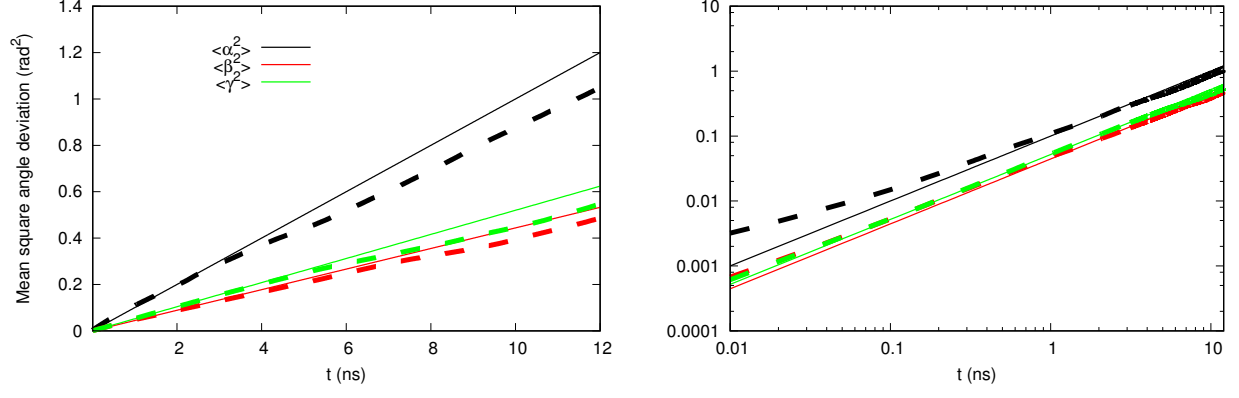 Mean square angle deviation (rad²)
1.4
1.2
1
0.8
0.6
0.4
0.2
0
<α²>
<β²>
<γ²>
2 4 6 8 10 12
t (ns)
10
1
0.1
0.01
0.001
0.0001
0.01 0.1 1 10
t (ns)